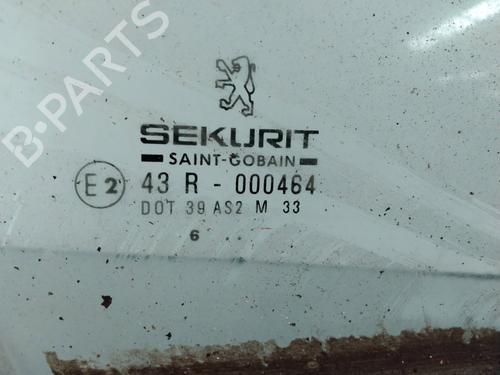 SEKURIT
SAINT-GOBAIN
E2 43 R - 000464
DOT 39 AS2 M 33
6 . .
B-PARTS